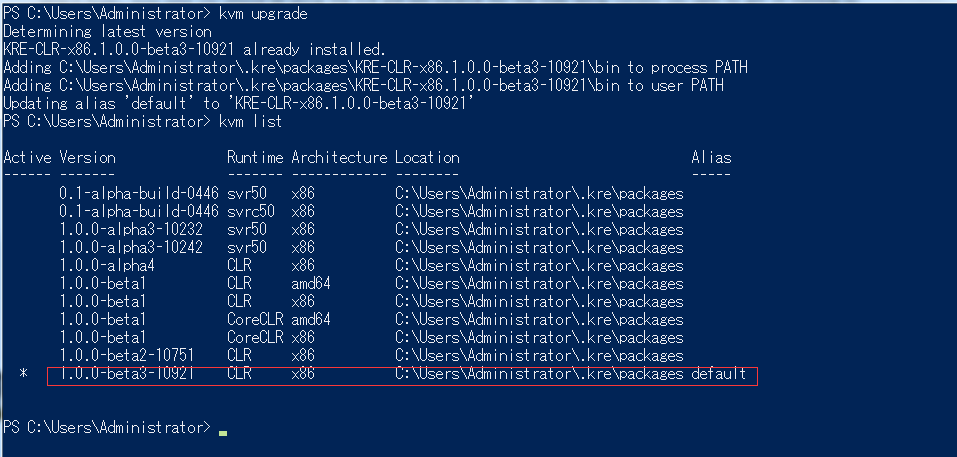 PS C:\Users\Administrator> kvm upgrade
Determining latest version
KRE-CLR-x86.1.0.0-beta3-10921 already installed.
Adding C:\Users\Administrator\.kre\packages\KRE-CLR-x86.1.0.0-beta3-10921\bin to process PATH
Adding C:\Users\Administrator\.kre\packages\KRE-CLR-x86.1.0.0-beta3-10921\bin to user PATH
Updating alias 'default' to 'KRE-CLR-x86.1.0.0-beta3-10921'
PS C:\Users\Administrator> kvm list
Active Version Runtime Architecture Location Alias
------ ------- ------- ------------ -------- -----
0.1-alpha-build-0446 svr50 x86 C:\Users\Administrator\.kre\packages
0.1-alpha-build-0446 svrc50 x86 C:\Users\Administrator\.kre\packages
1.0.0-alpha3-10232 svr50 x86 C:\Users\Administrator\.kre\packages
1.0.0-alpha3-10242 svr50 x86 C:\Users\Administrator\.kre\packages
1.0.0-alpha4 CLR x86 C:\Users\Administrator\.kre\packages
1.0.0-beta1 CLR amd64 C:\Users\Administrator\.kre\packages
1.0.0-beta1 CLR x86 C:\Users\Administrator\.kre\packages
1.0.0-beta1 CoreCLR amd64 C:\Users\Administrator\.kre\packages
1.0.0-beta1 CoreCLR x86 C:\Users\Administrator\.kre\packages
1.0.0-beta2-10751 CLR x86 C:\Users\Administrator\.kre\packages
* 1.0.0-beta3-10921 CLR x86 C:\Users\Administrator\.kre\packages default
PS C:\Users\Administrator>